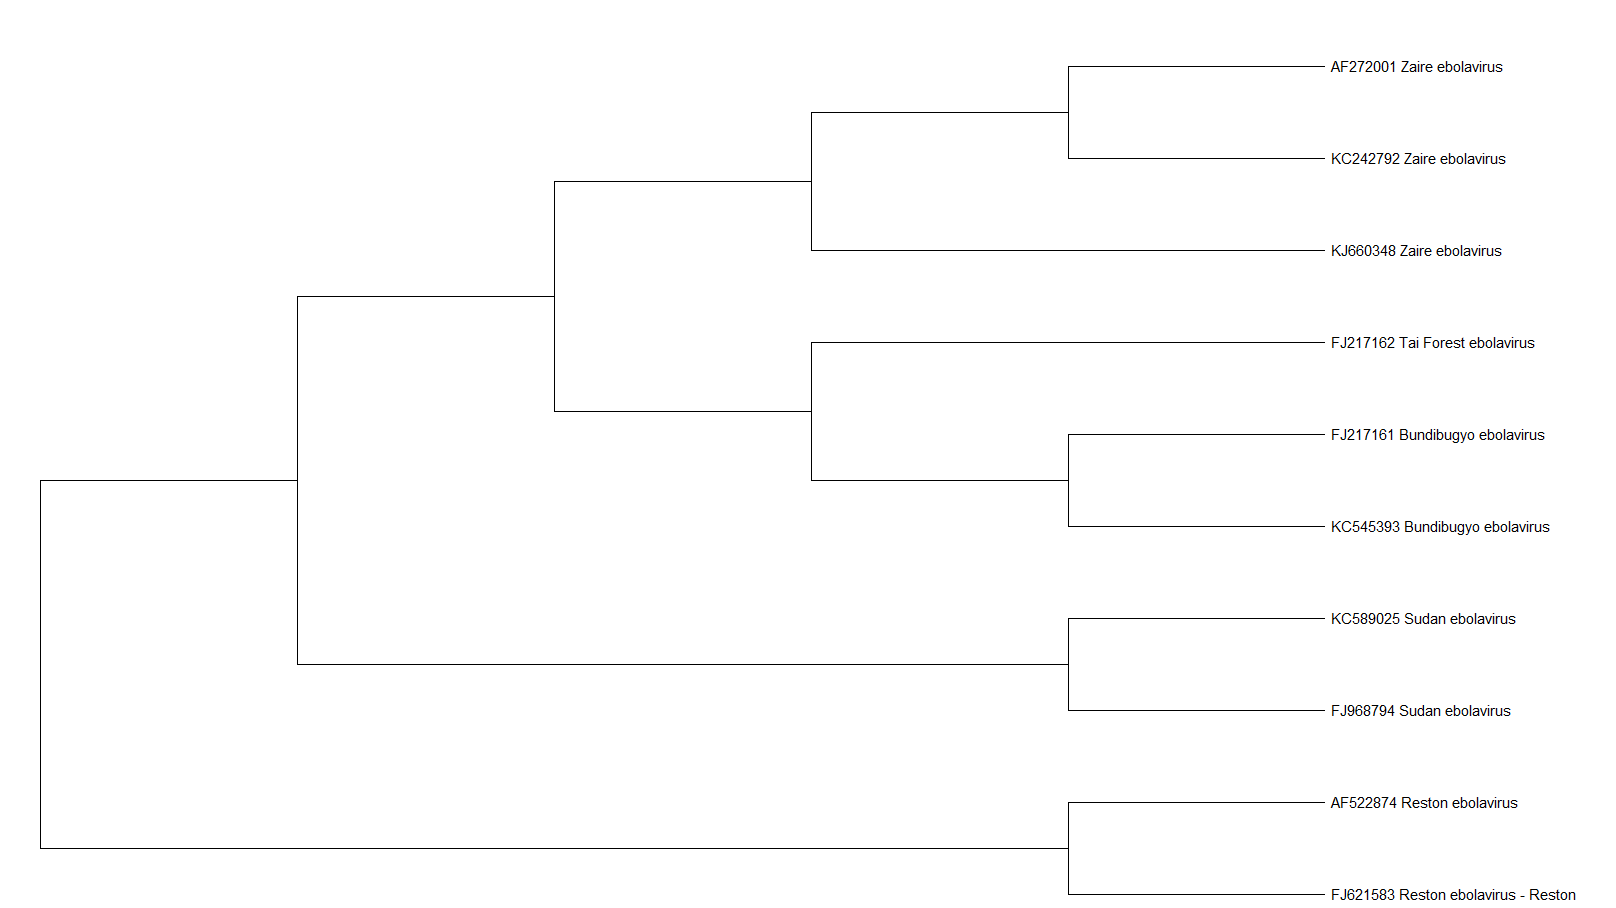 AF272001 Zaire ebolavirus
KC242792 Zaire ebolavirus
KJ660348 Zaire ebolavirus
FJ217162 Tai Forest ebolavirus
FJ217161 Bundibugyo ebolavirus
KC545393 Bundibugyo ebolavirus
KC589025 Sudan ebolavirus
FJ968794 Sudan ebolavirus
AF522874 Reston ebolavirus
FJ621583 Reston ebolavirus - Reston